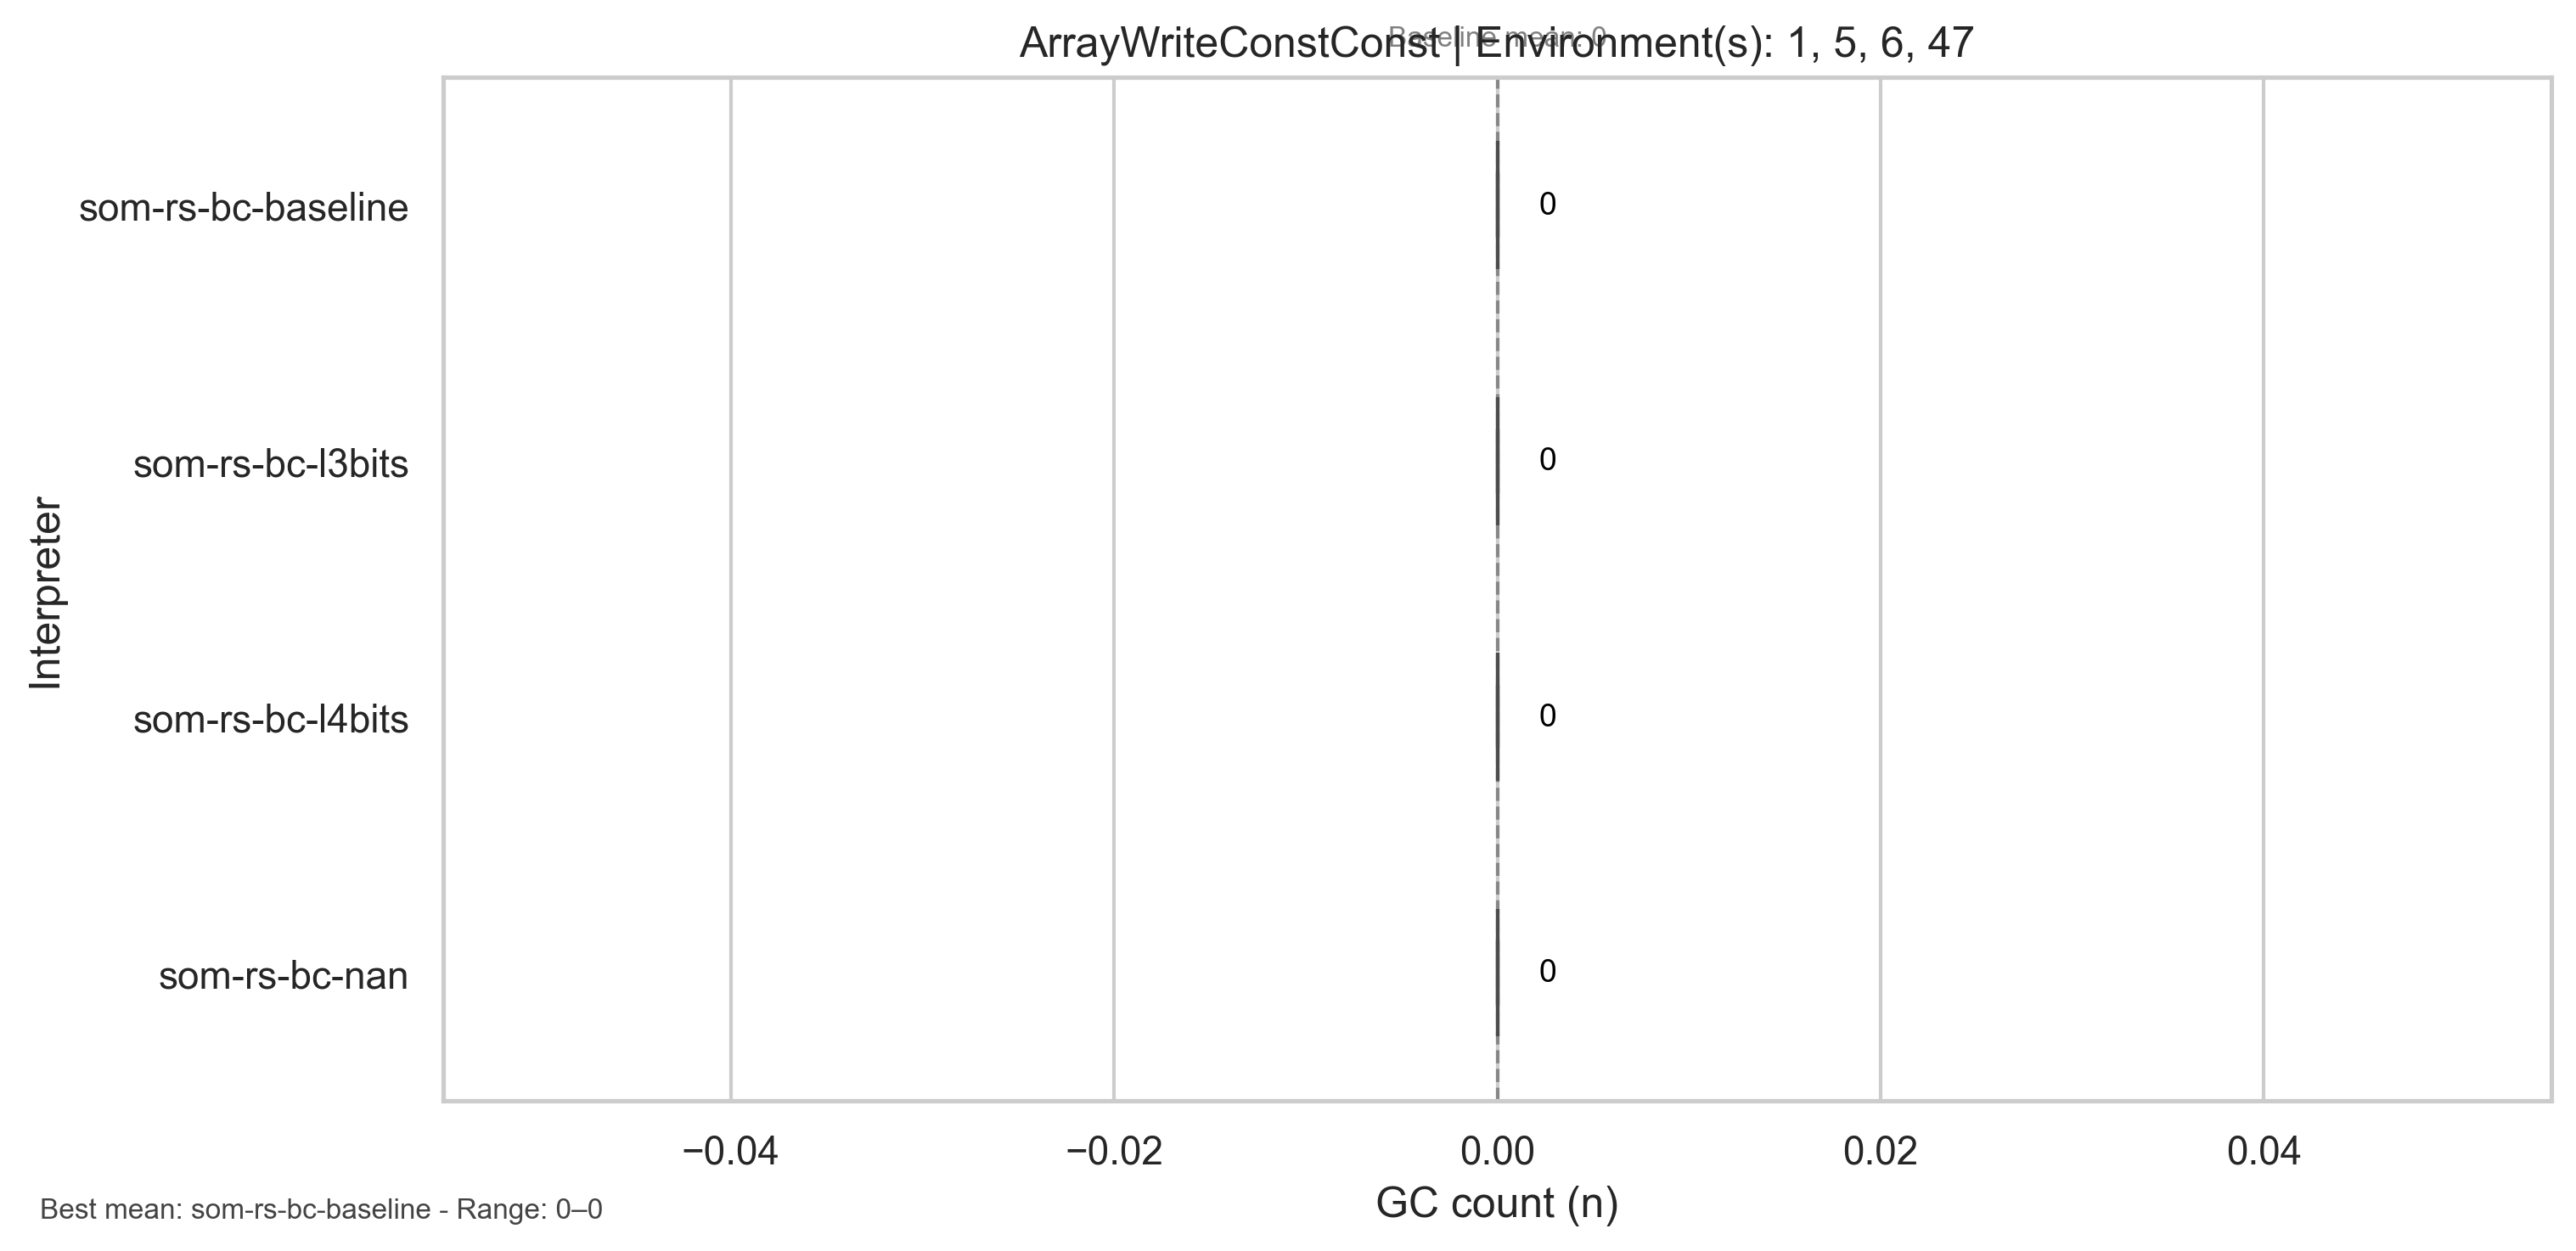 ArrayWriteConstConst | Environment(s): 1, 5, 6, 47
Baseline mean: 0
Interpreter
som-rs-bc-baseline
0
som-rs-bc-l3bits
0
som-rs-bc-l4bits
0
som-rs-bc-nan
0
−0.04
−0.02
0.00
0.02
0.04
GC count (n)
Best mean: som-rs-bc-baseline - Range: 0–0